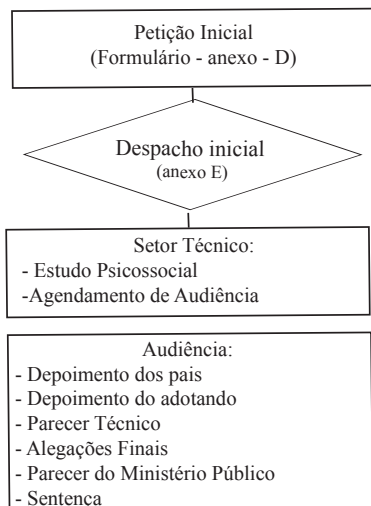 Petição Inicial
(Formulário - anexo - D)
Despacho inicial
(anexo E)
Setor Técnico:
- Estudo Psicossocial
-Agendamento de Audiência
Audiência:
- Depoimento dos pais
- Depoimento do adotando
- Parecer Técnico
- Alegações Finais
- Parecer do Ministério Público
- Sentença